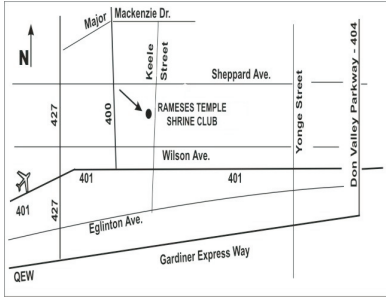 Major Mackenzie Dr.
N
Keele Street
Sheppard Ave.
427
400
RAMESES TEMPLE
SHRINE CLUB
Yonge Street
Don Valley Parkway - 404
Wilson Ave.
401
401
401
427
Eglinton Ave.
Gardiner Express Way
QEW